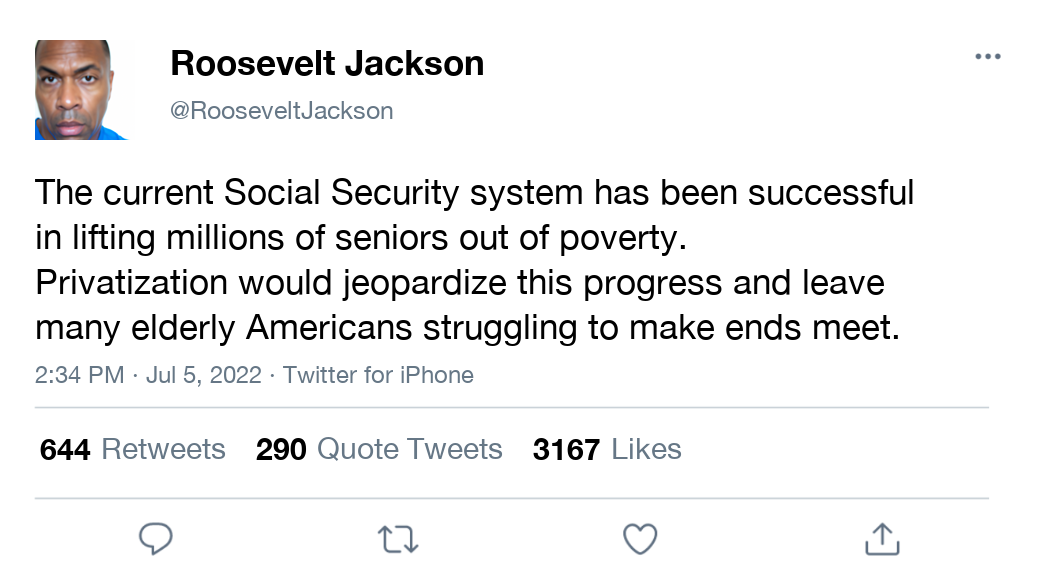 Roosevelt Jackson
@RooseveltJackson
The current Social Security system has been successful
in lifting millions of seniors out of poverty.
Privatization would jeopardize this progress and leave
many elderly Americans struggling to make ends meet.
2:34 PM · Jul 5, 2022 · Twitter for iPhone
644 Retweets 290 Quote Tweets 3167 Likes